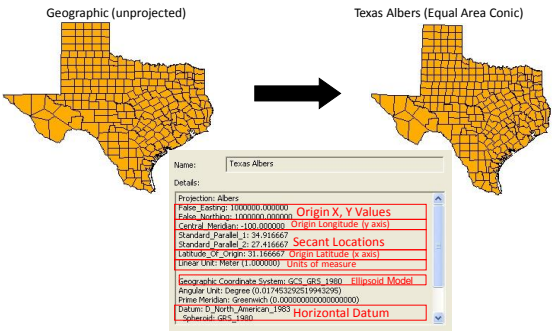 Geographic (unprojected)
Texas Albers (Equal Area Conic)
Name: Texas Albers
Details:
Projection: Albers
False_Easting: 1000000.000000
False_Northing: 1000000.000000
Origin X, Y Values
Central_Meridian: -100.000000 Origin Longitude (y axis)
Standard_Parallel_1: 34.916667
Standard_Parallel_2: 27.416667
Secant Locations
Latitude_Of_Origin: 31.166667 Origin Latitude (x axis)
Linear Unit: Meter (1.000000) Units of measure
Geographic Coordinate System: GCS_GRS_1980 Ellipsoid Model
Angular Unit: Degree (0.017453292519943295)
Prime Meridian: Greenwich (0.000000000000000000)
Datum: D_North_American_1983
Spheroid: GRS_1980
Horizontal Datum